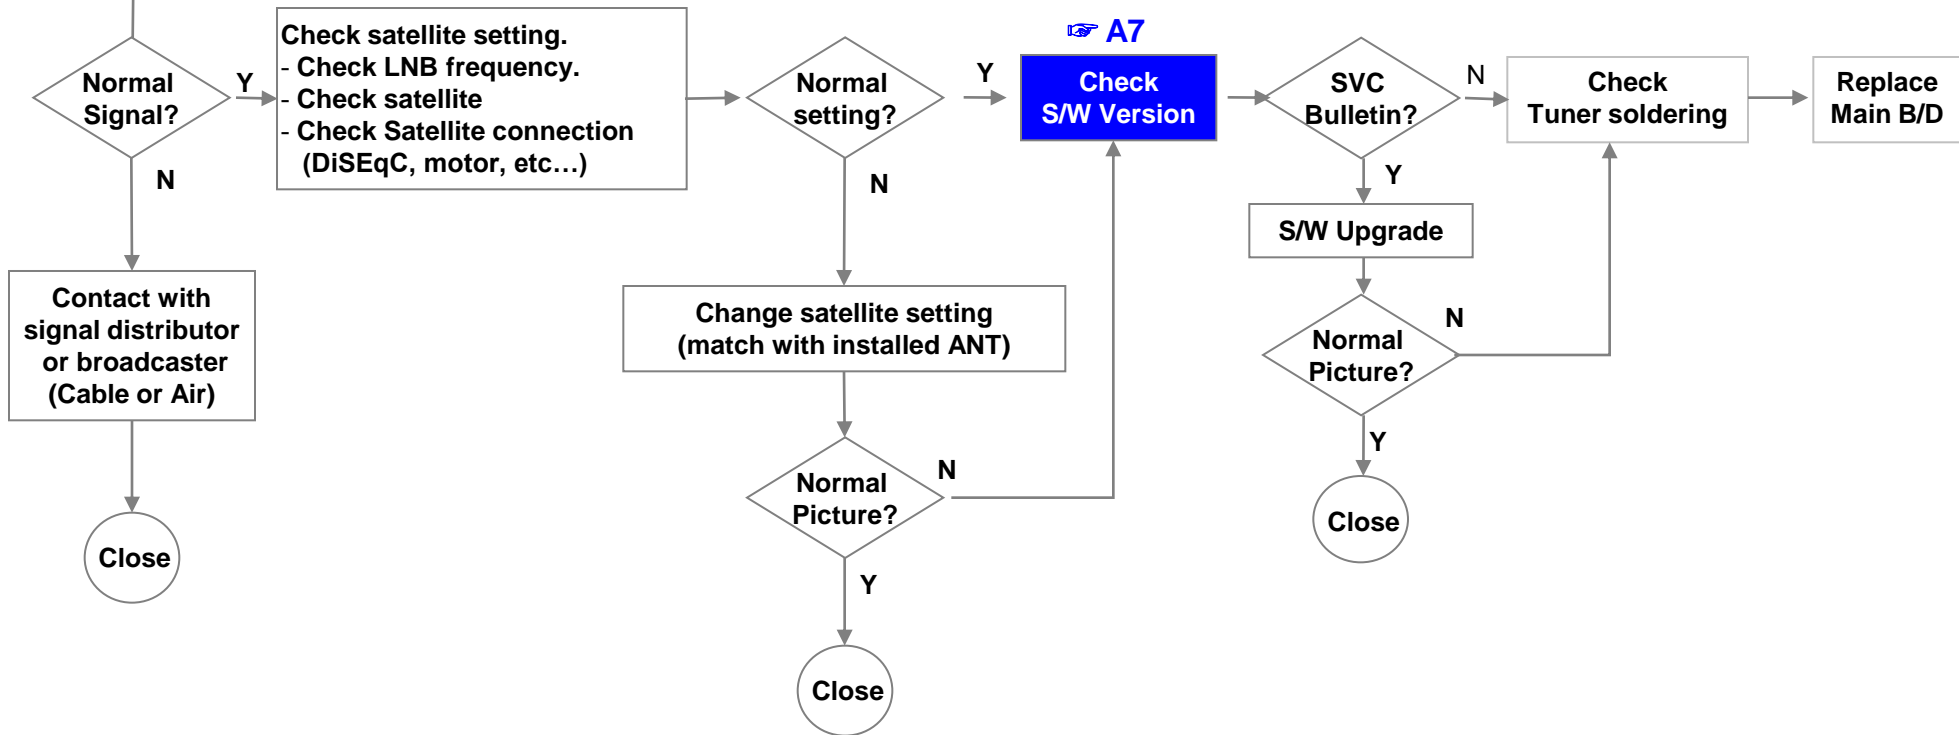 Normal
Signal?
Y
N
Contact with
signal distributor
or broadcaster
(Cable or Air)
Close
Check satellite setting.
- Check LNB frequency.
- Check satellite
- Check Satellite connection
(DiSEqC, motor, etc…)
Normal
setting?
Y
N
Change satellite setting
(match with installed ANT)
Normal
Picture?
N
Y
Close
☞ A7
Check
S/W Version
SVC
Bulletin?
N
Y
S/W Upgrade
Normal
Picture?
N
Y
Close
Check
Tuner soldering
Replace
Main B/D